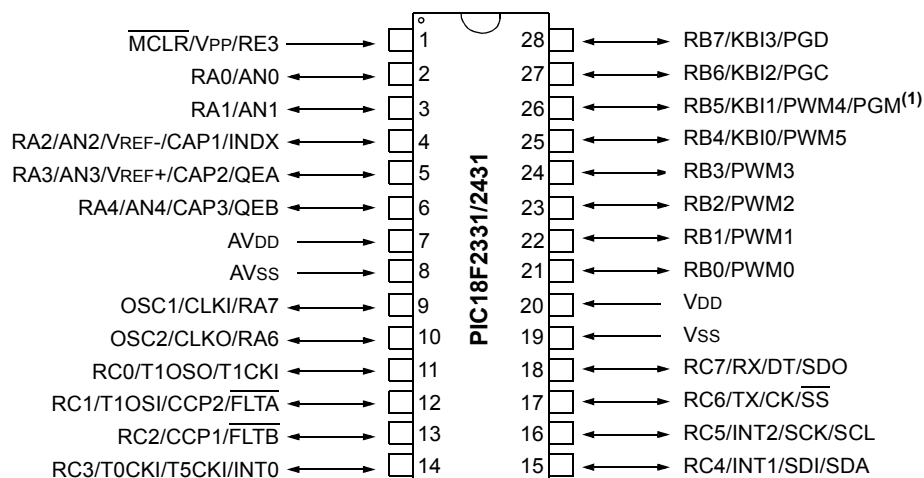 MCLR/VPP/RE3
RA0/AN0
RA1/AN1
RA2/AN2/VREF-/CAP1/INDX
RA3/AN3/VREF+/CAP2/QEA
RA4/AN4/CAP3/QEB
AVDD
AVSS
OSC1/CLKI/RA7
OSC2/CLKO/RA6
RC0/T1OSO/T1CKI
RC1/T1OSI/CCP2/FLTA
RC2/CCP1/FLTB
RC3/T0CKI/T5CKI/INT0
1
2
3
4
5
6
7
8
9
10
11
12
13
14
PIC18F2331/2431
28
27
26
25
24
23
22
21
20
19
18
17
16
15
RB7/KBI3/PGD
RB6/KBI2/PGC
RB5/KBI1/PWM4/PGM(1)
RB4/KBI0/PWM5
RB3/PWM3
RB2/PWM2
RB1/PWM1
RB0/PWM0
VDD
VSS
RC7/RX/DT/SDO
RC6/TX/CK/SS
RC5/INT2/SCK/SCL
RC4/INT1/SDI/SDA